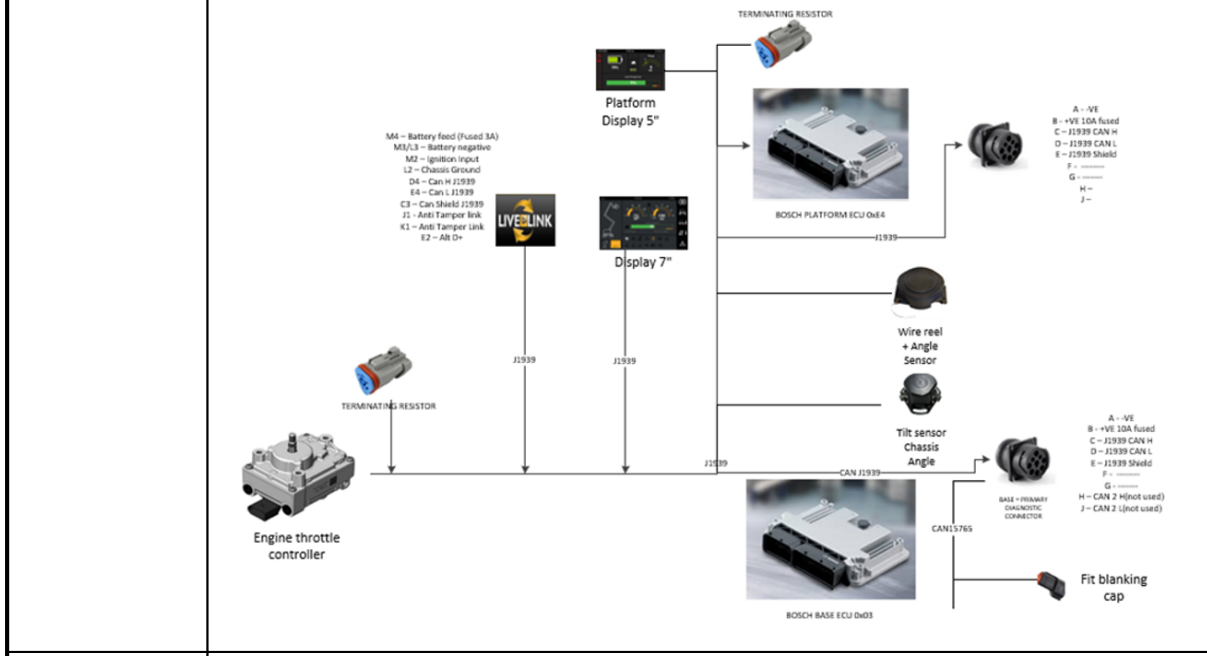 TERMINATING RESISTOR
Platform
Display 5"
M4 – Battery feed (Fused 3A)
M3/L3 – Battery negative
M2 – Ignition Input
L2 – Chassis Ground
D4 – Can H J1939
E4 – Can L J1939
C3 – Can Shield J1939
J1 - Anti Tamper link
K1 – Anti Tamper Link
E2 – Alt D+
LIVELINK
A - -VE
B - +VE 10A fused
C – J1939 CAN H
D – J1939 CAN L
E – J1939 Shield
F - --------
G - --------
H –
J –
BOSCH PLATFORM ECU 0xE4
J1939
Display 7"
Wire reel
+ Angle
Sensor
J1939
J1939
TERMINATING RESISTOR
Tilt sensor
Chassis
Angle
J1939
CAN J1939
A - -VE
B - +VE 10A fused
C – J1939 CAN H
D – J1939 CAN L
E – J1939 Shield
F - --------
G - --------
H – CAN 2 H(not used)
J – CAN 2 L(not used)
BASE = PRIMARY
DIAGNOSTIC
CONNECTOR
Engine throttle
controller
CAN15765
Fit blanking
cap
BOSCH BASE ECU 0x03